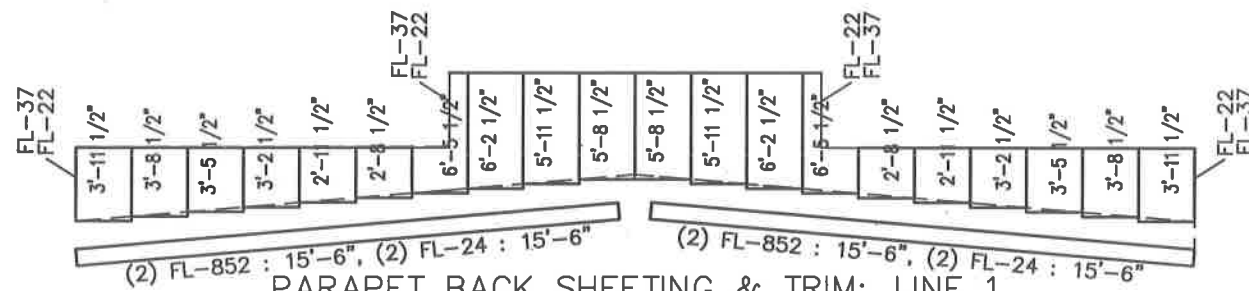 FL-37
FL-22
FL-37
FL-22
FL-22
FL-37
FL-22
FL-37
3'-11 1/2"
3'-8 1/2"
3'-5 1/2"
3'-2 1/2"
2'-11 1/2"
2'-8 1/2"
6'-5 1/2"
6'-2 1/2"
5'-11 1/2"
5'-8 1/2"
5'-8 1/2"
5'-11 1/2"
6'-2 1/2"
6'-5 1/2"
2'-8 1/2"
2'-11 1/2"
3'-2 1/2"
3'-5 1/2"
3'-8 1/2"
3'-11 1/2"
(2) FL-852 : 15'-6", (2) FL-24 : 15'-6"
(2) FL-852 : 15'-6", (2) FL-24 : 15'-6"
PARAPET BACK SHEETING & TRIM: LINE 1